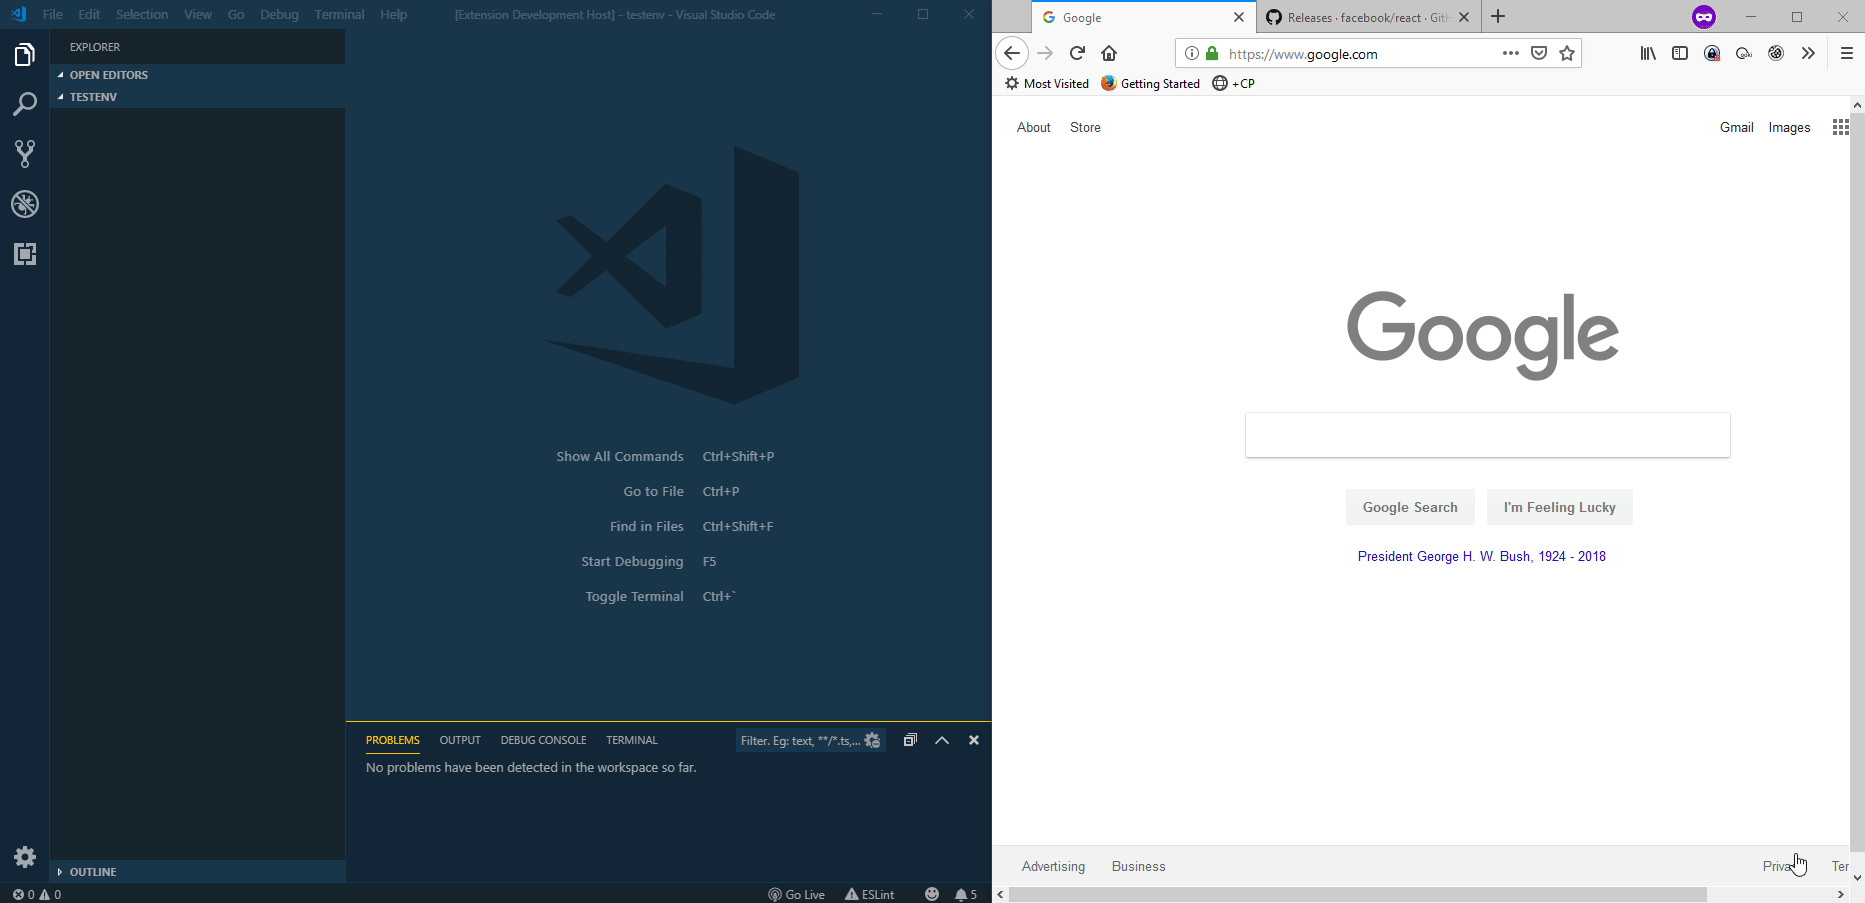 File Edit Selection View Go Debug Terminal Help [Extension Development Host] - testenv - Visual Studio Code
EXPLORER
OPEN EDITORS
TESTENV
Show All Commands Ctrl+Shift+P
Go to File Ctrl+P
Find in Files Ctrl+Shift+F
Start Debugging F5
Toggle Terminal Ctrl+`
PROBLEMS OUTPUT DEBUG CONSOLE TERMINAL Filter. Eg: text, **/*.ts,...
No problems have been detected in the workspace so far.
OUTLINE
0 0 Go Live ESLint 5
Google Releases · facebook/react · GitH
https://www.google.com
Most Visited Getting Started +CP
About Store Gmail Images
Google
Google Search I'm Feeling Lucky
President George H. W. Bush, 1924 - 2018
Advertising Business Priva Ter